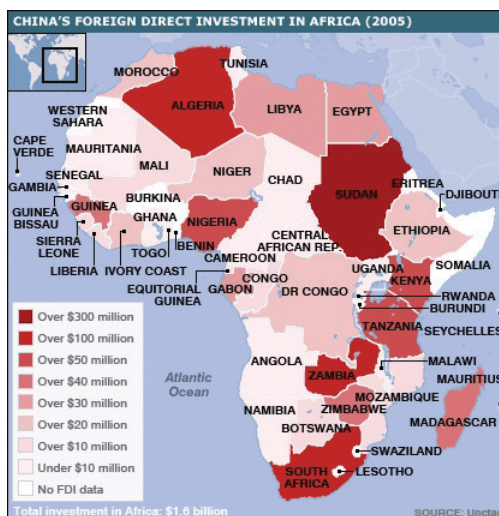 CHINA'S FOREIGN DIRECT INVESTMENT IN AFRICA (2005)
TUNISIA
MOROCCO
ALGERIA
LIBYA
EGYPT
WESTERN
SAHARA
CAPE
VERDE
MAURITANIA
MALI
NIGER
CHAD
SUDAN
ERITREA
DJIBOUTI
SENEGAL
GAMBIA
GUINEA
BISSAU
GUINEA
BURKINA
GHANA
NIGERIA
ETHIOPIA
SIERRA
LEONE
LIBERIA
IVORY COAST
TOGO
BENIN
CENTRAL
AFRICAN REP.
CAMEROON
SOMALIA
EQUITORIAL
GUINEA
GABON
CONGO
DR CONGO
UGANDA
KENYA
RWANDA
BURUNDI
TANZANIA
SEYCHELLES
ANGOLA
ZAMBIA
MALAWI
MOZAMBIQUE
MAURITIUS
MADAGASCAR
ZIMBABWE
NAMIBIA
BOTSWANA
SWAZILAND
LESOTHO
SOUTH
AFRICA
Atlantic
Ocean
Over $300 million
Over $100 million
Over $50 million
Over $40 million
Over $30 million
Over $20 million
Over $10 million
Under $10 million
No FDI data
Total investment in Africa: $1.6 billion
SOURCE: Unctad